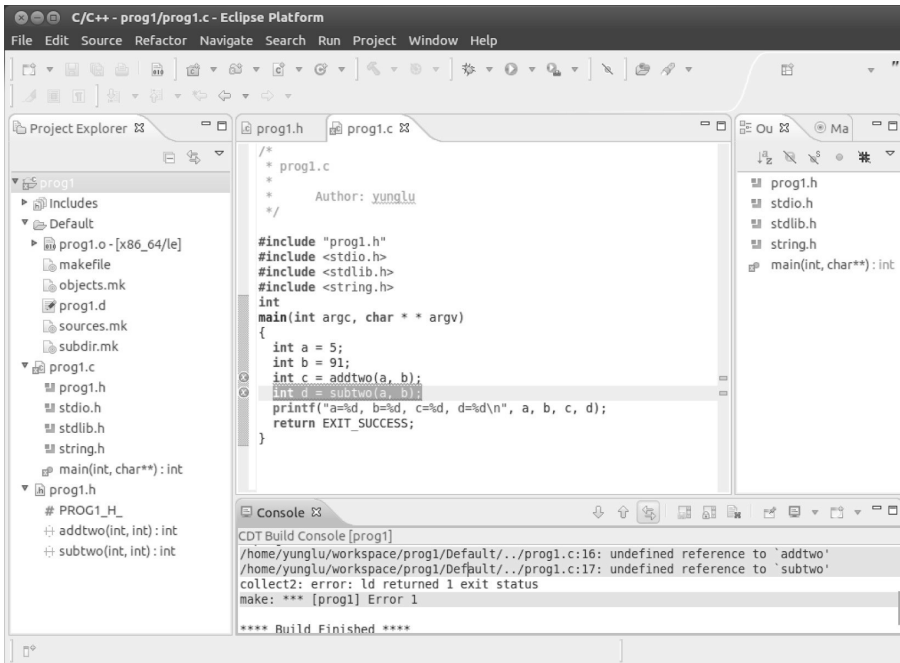 C/C++ - prog1/prog1.c - Eclipse Platform
File Edit Source Refactor Navigate Search Run Project Window Help
Project Explorer
prog1
Includes
Default
prog1.o - [x86_64/le]
makefile
objects.mk
prog1.d
sources.mk
subdir.mk
prog1.c
prog1.h
stdio.h
stdlib.h
string.h
main(int, char**) : int
prog1.h
# PROG1_H_
addtwo(int, int) : int
subtwo(int, int) : int
prog1.h prog1.c
/*
* prog1.c
*
* Author: yunglu
*/
#include "prog1.h"
#include <stdio.h>
#include <stdlib.h>
#include <string.h>
int
main(int argc, char * * argv)
{
int a = 5;
int b = 91;
int c = addtwo(a, b);
int d = subtwo(a, b);
printf("a=%d, b=%d, c=%d, d=%d\n", a, b, c, d);
return EXIT_SUCCESS;
}
Ou Ma
prog1.h
stdio.h
stdlib.h
string.h
main(int, char**) : int
Console
CDT Build Console [prog1]
/home/yunglu/workspace/prog1/Default/../prog1.c:16: undefined reference to `addtwo'
/home/yunglu/workspace/prog1/Default/../prog1.c:17: undefined reference to `subtwo'
collect2: error: ld returned 1 exit status
make: *** [prog1] Error 1
**** Build Finished ****